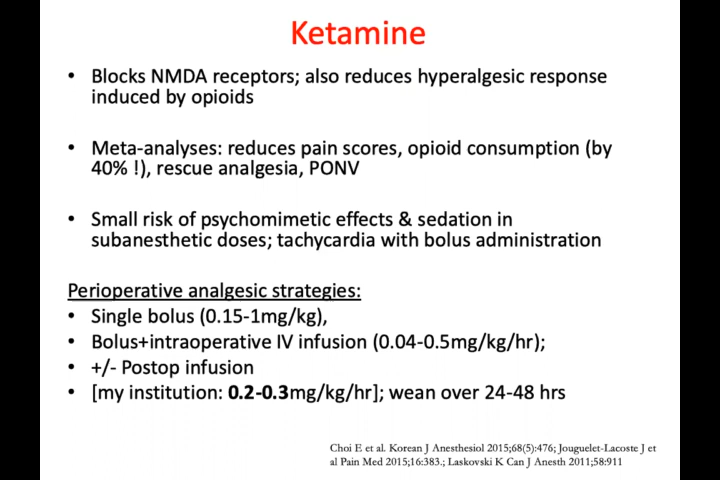 Ketamine
• Blocks NMDA receptors; also reduces hyperalgesic response
induced by opioids
• Meta-analyses: reduces pain scores, opioid consumption (by
40% !), rescue analgesia, PONV
• Small risk of psychomimetic effects & sedation in
subanesthetic doses; tachycardia with bolus administration
Perioperative analgesic strategies:
• Single bolus (0.15-1mg/kg),
• Bolus+intraoperative IV infusion (0.04-0.5mg/kg/hr);
• +/- Postop infusion
• [my institution: 0.2-0.3mg/kg/hr]; wean over 24-48 hrs
Choi E et al. Korean J Anesthesiol 2015;68(5):476; Jouguelet-Lacoste J et
al Pain Med 2015;16:383.; Laskovski K Can J Anesth 2011;58:911